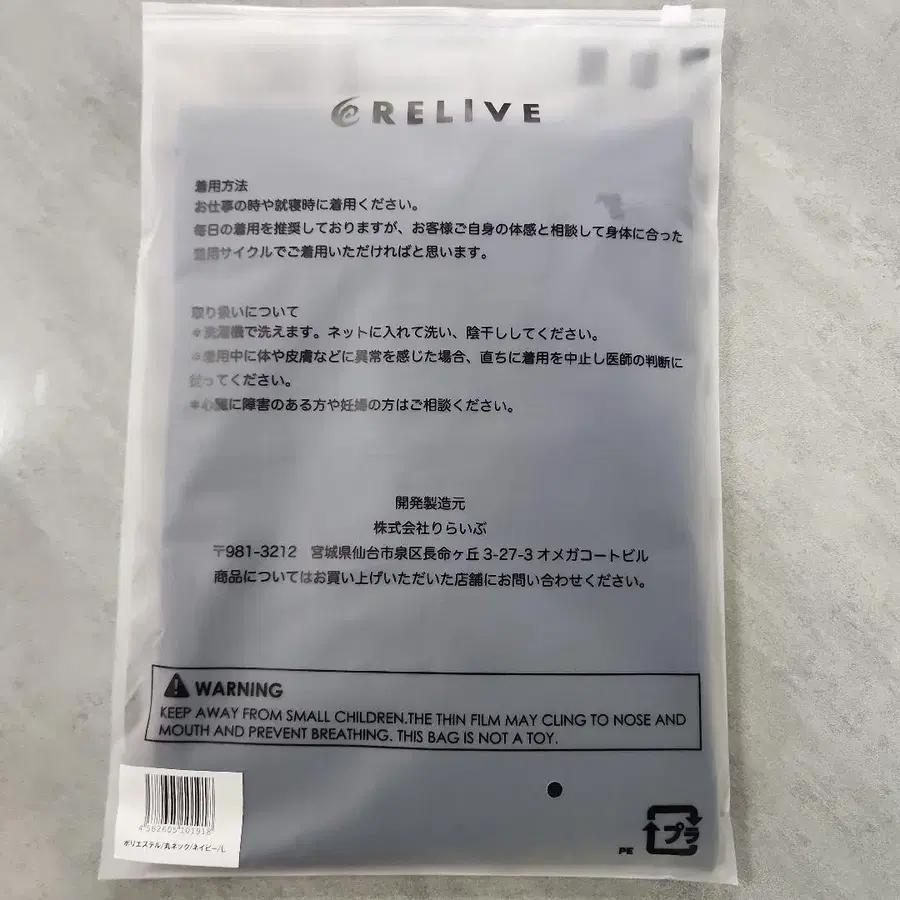 RELIVE
着用方法
お仕事の時や就寝時に着用ください。
毎日の着用を推奨しておりますが、お客様ご自身の体感と相談して身体に合った
着用サイクルでご着用いただければと思います。
取り扱いについて
*洗濯機で洗えます。ネットに入れて洗い、陰干ししてください。
*着用中に体や皮膚などに異常を感じた場合、直ちに着用を中止し医師の判断に
従ってください。
*心臓に障害のある方や妊婦の方はご相談ください。
開発製造元
株式会社りらいぶ
〒981-3212 宮城県仙台市泉区長命ヶ丘3-27-3 オメガコートビル
商品についてはお買い上げいただいた店舗にお問い合わせください。
WARNING
KEEP AWAY FROM SMALL CHILDREN.THE THIN FILM MAY CLING TO NOSE AND
MOUTH AND PREVENT BREATHING. THIS BAG IS NOT A TOY.
4 582605 101918
ポリエステル/丸ネック/ネイビー/L
PE
プラ